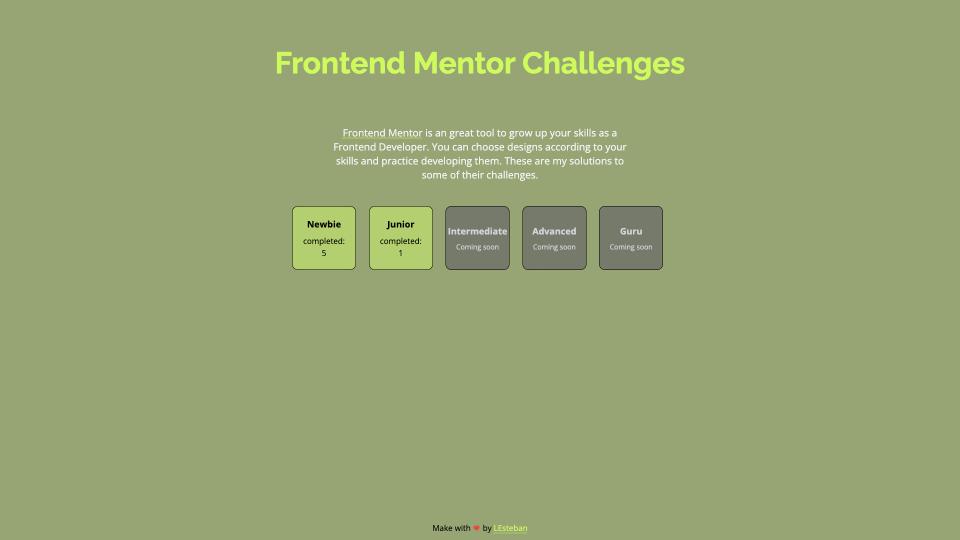 Frontend Mentor Challenges
Frontend Mentor is an great tool to grow up your skills as a
Frontend Developer. You can choose designs according to your
skills and practice developing them. These are my solutions to
some of their challenges.
Newbie
completed:
5
Junior
completed:
1
Intermediate
Coming soon
Advanced
Coming soon
Guru
Coming soon
Make with ❤ by LEsteban